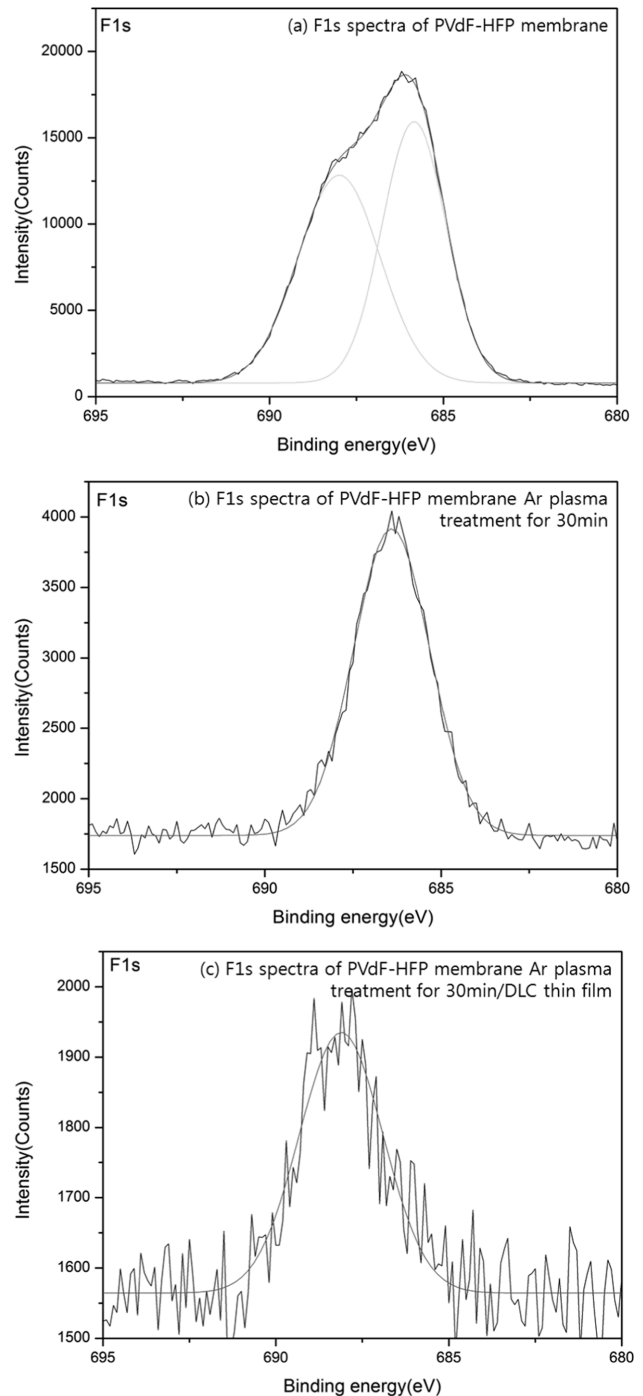 F1s
(a) F1s spectra of PVdF-HFP membrane
20000
15000
10000
5000
0
Intensity(Counts)
695
690
685
680
Binding energy(eV)
F1s
(b) F1s spectra of PVdF-HFP membrane Ar plasma
treatment for 30min
4000
3500
3000
2500
2000
1500
Intensity(Counts)
695
690
685
680
Binding energy(eV)
F1s
(c) F1s spectra of PVdF-HFP membrane Ar plasma
treatment for 30min/DLC thin film
2000
1900
1800
1700
1600
1500
Intensity(Counts)
695
690
685
680
Binding energy(eV)